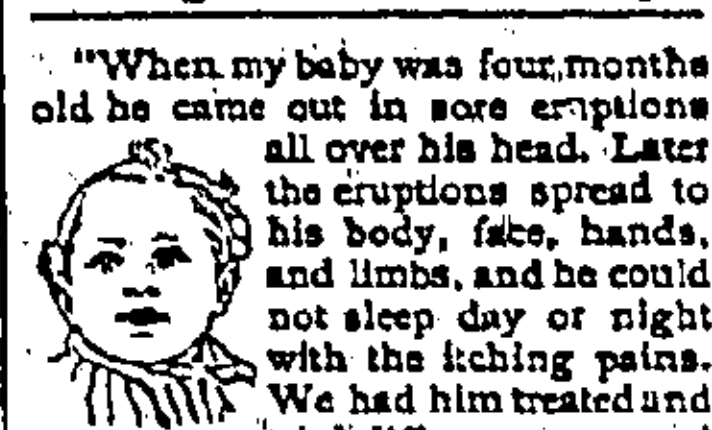 "When my baby was four months
old he came out in sore eruptions
all over his head. Later
the eruptions spread to
his body, face, hands,
and limbs, and he could
not sleep day or night
with the itching pains.
We had him treated and